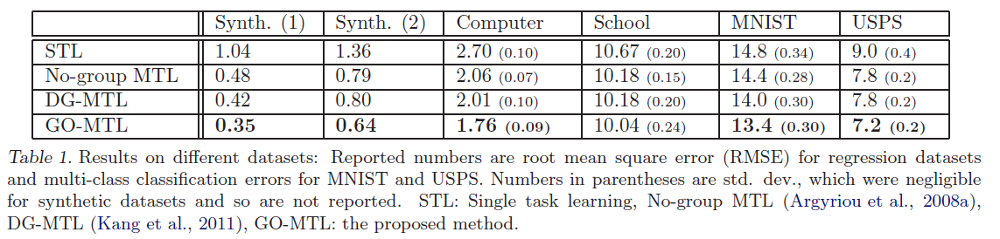 Synth. (1) Synth. (2) Computer School MNIST USPS
STL 1.04 1.36 2.70 (0.10) 10.67 (0.20) 14.8 (0.34) 9.0 (0.4)
No-group MTL 0.48 0.79 2.06 (0.07) 10.18 (0.15) 14.4 (0.28) 7.8 (0.2)
DG-MTL 0.42 0.80 2.01 (0.10) 10.18 (0.20) 14.0 (0.30) 7.8 (0.2)
GO-MTL 0.35 0.64 1.76 (0.09) 10.04 (0.24) 13.4 (0.30) 7.2 (0.2)
Table 1. Results on different datasets: Reported numbers are root mean square error (RMSE) for regression datasets
and multi-class classification errors for MNIST and USPS. Numbers in parentheses are std. dev., which were negligible
for synthetic datasets and so are not reported. STL: Single task learning, No-group MTL (Argyriou et al., 2008a),
DG-MTL (Kang et al., 2011), GO-MTL: the proposed method.